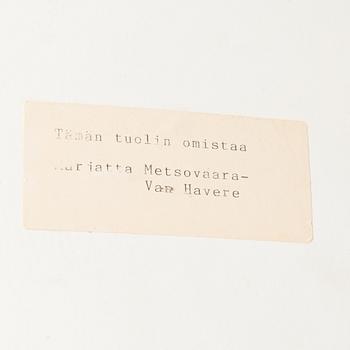 Tämän tuolin omistaa
Marjatta Metsovaara-
Van Havere